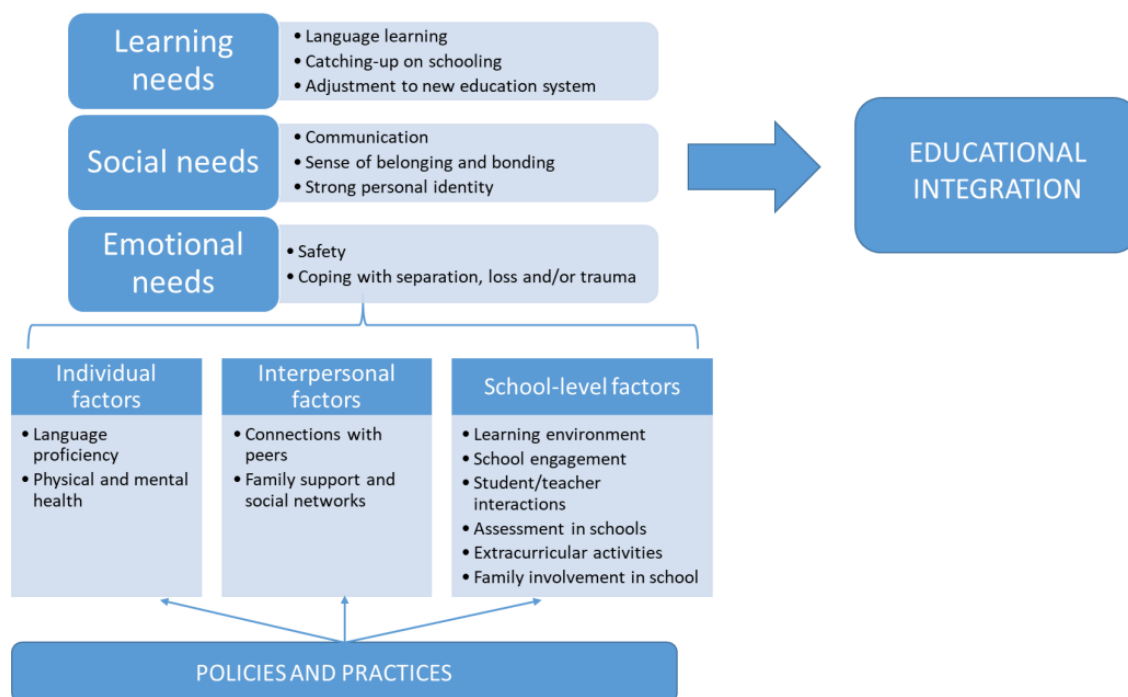 Learning
needs
• Language learning
• Catching-up on schooling
• Adjustment to new education system
Social needs
• Communication
• Sense of belonging and bonding
• Strong personal identity
Emotional
needs
• Safety
• Coping with separation, loss and/or trauma
EDUCATIONAL
INTEGRATION
Individual
factors
• Language
proficiency
• Physical and mental
health
Interpersonal
factors
• Connections with
peers
• Family support and
social networks
School-level factors
• Learning environment
• School engagement
• Student/teacher
interactions
• Assessment in schools
• Extracurricular activities
• Family involvement in school
POLICIES AND PRACTICES